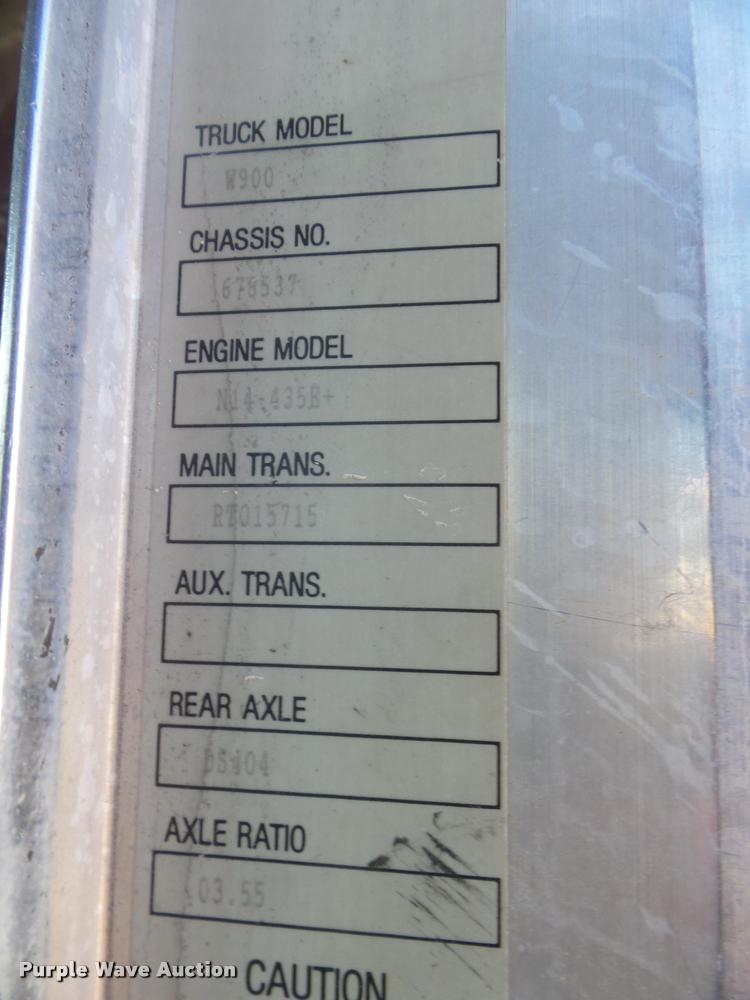 TRUCK MODEL
W900
CHASSIS NO.
678537
ENGINE MODEL
N14-435E+
MAIN TRANS.
RTO15715
AUX. TRANS.
REAR AXLE
DS404
AXLE RATIO
03.55
CAUTION
Purple Wave Auction